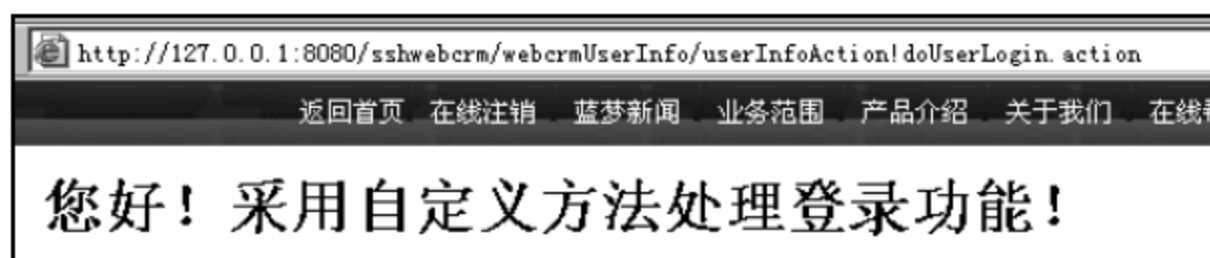 http://127.0.0.1:8080/sshwebcrm/webcrmUserInfo/userInfoAction!doUserLogin.action
返回首页 在线注销 蓝梦新闻 业务范围 产品介绍 关于我们 在线
您好！采用自定义方法处理登录功能！